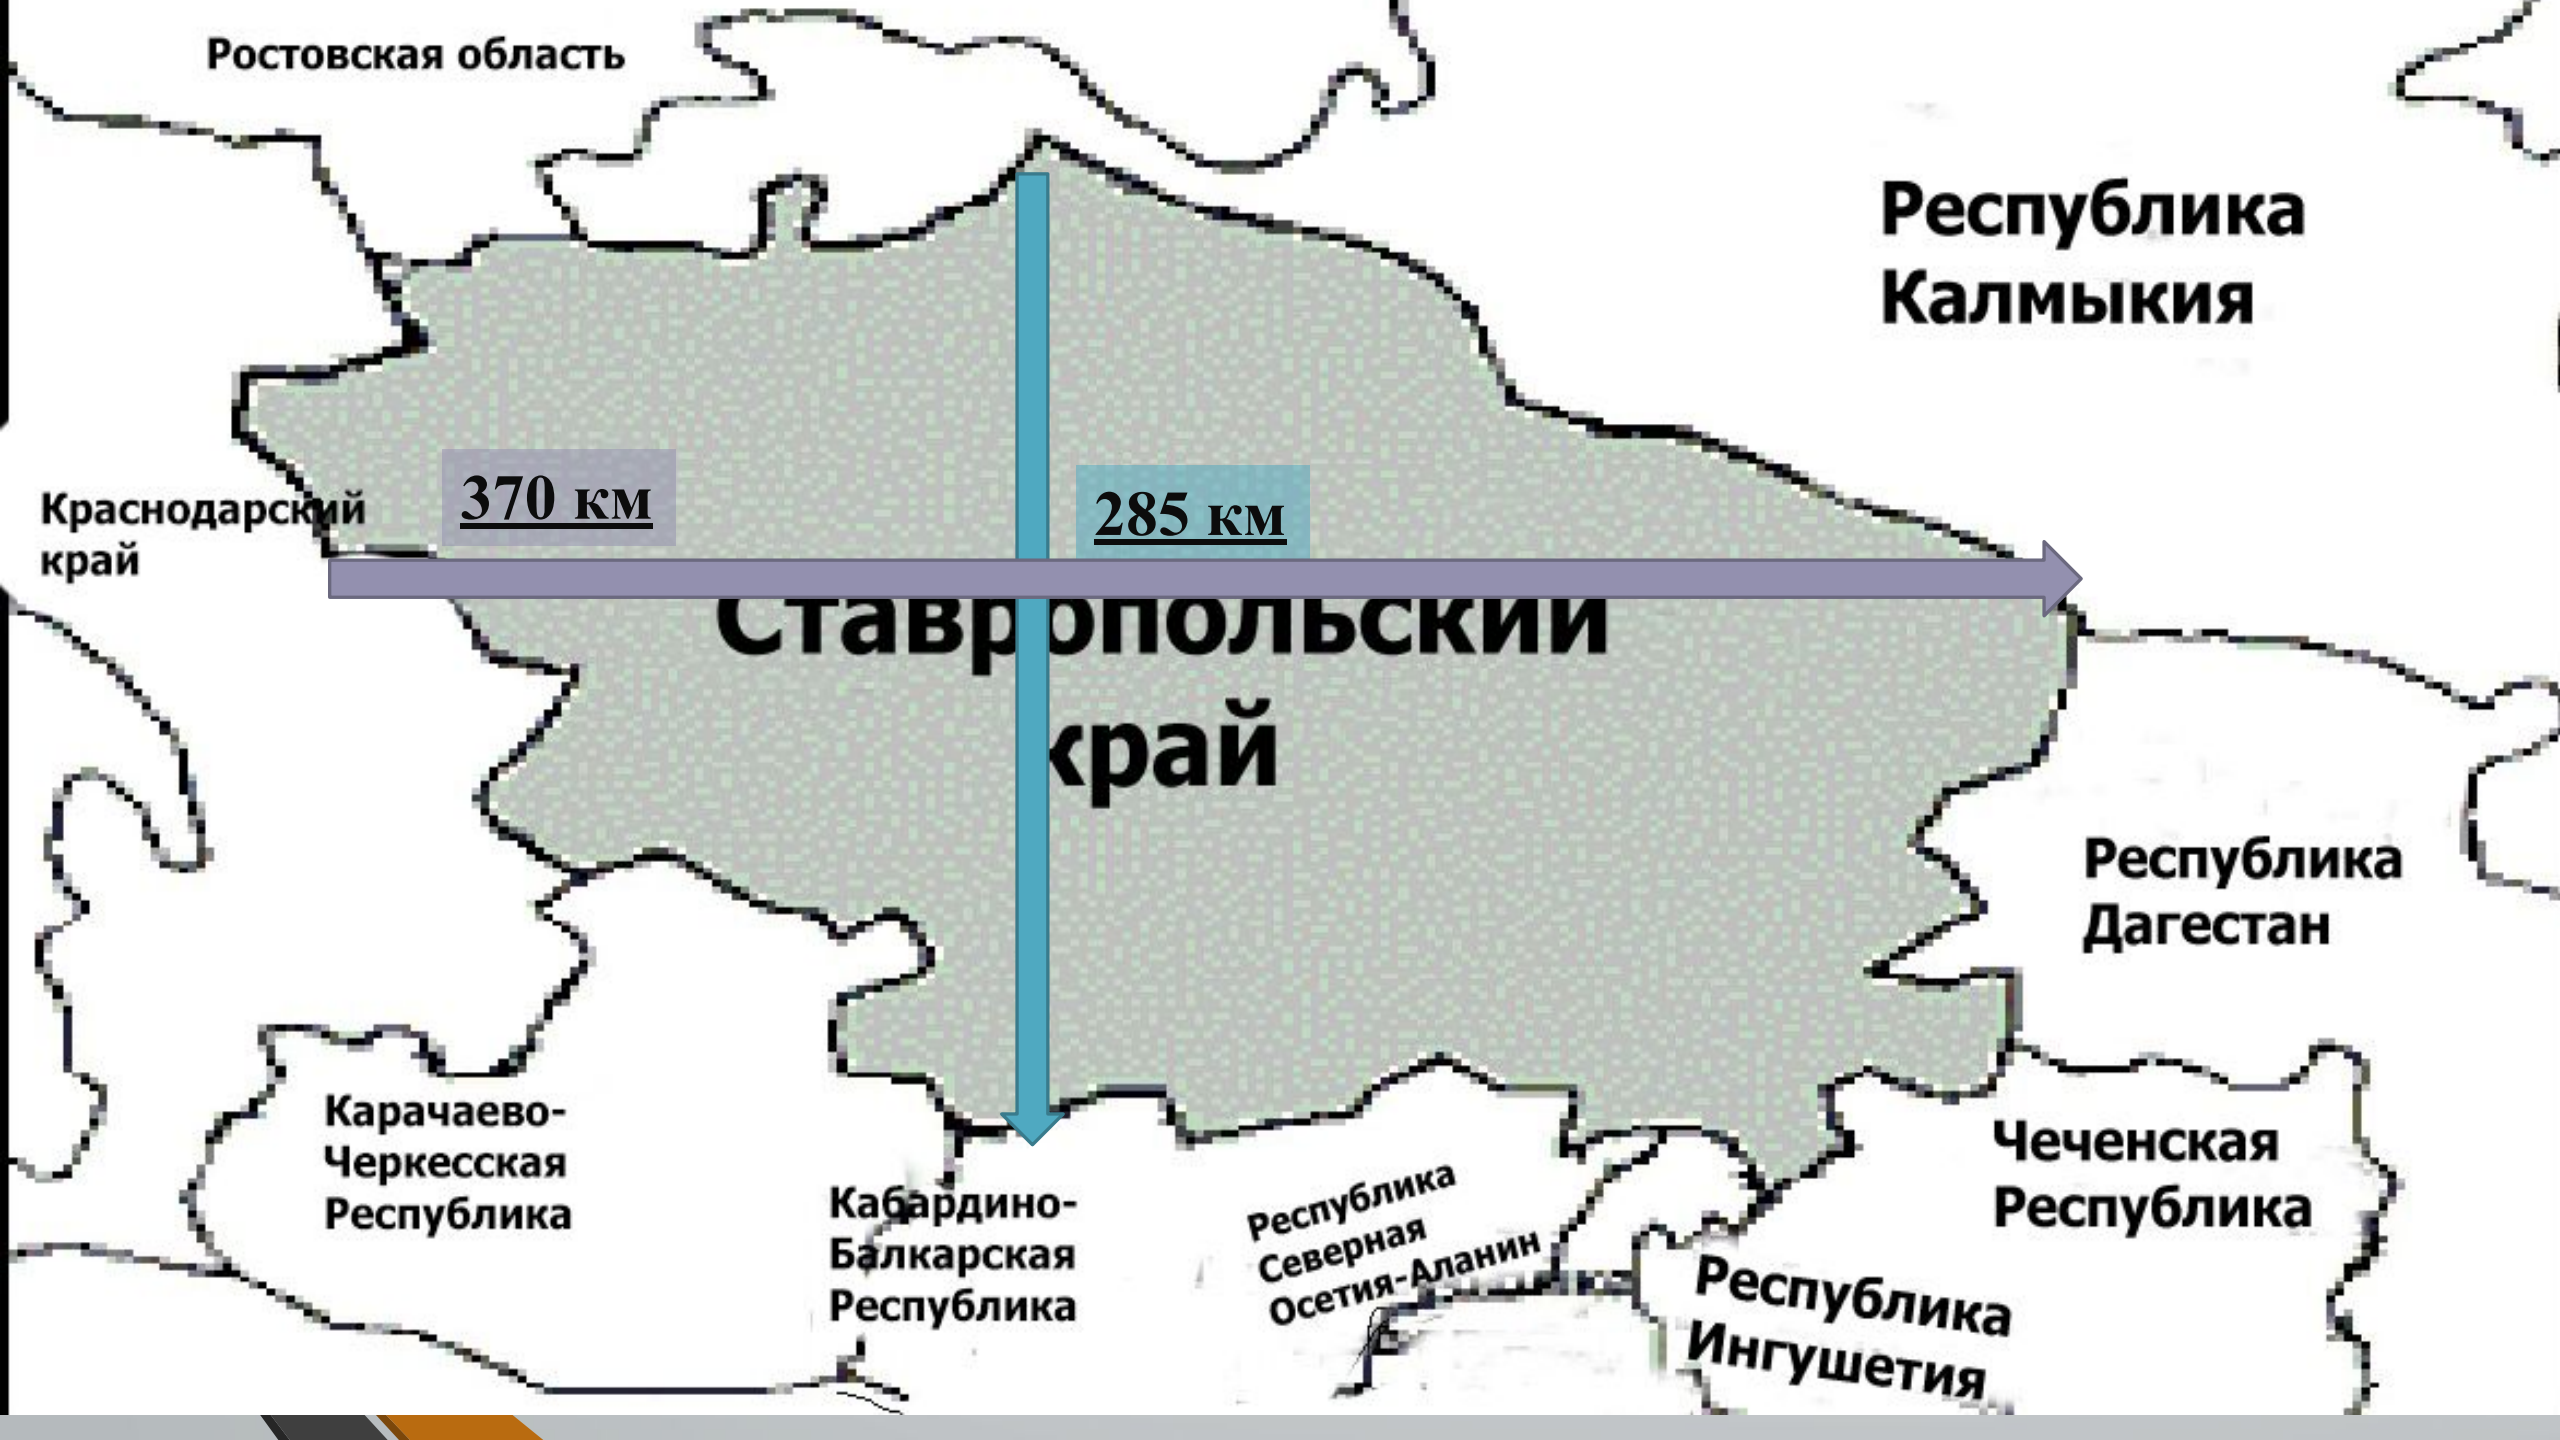 Ростовская область
Республика
Калмыкия
370 км
285 км
Краснодарский
край
Ставропольский
край
Республика
Дагестан
Карачаево-
Черкесская
Республика
Кабардино-
Балкарская
Республика
Республика
Северная
Осетия-Аланин
Чеченская
Республика
Республика
Ингушетия